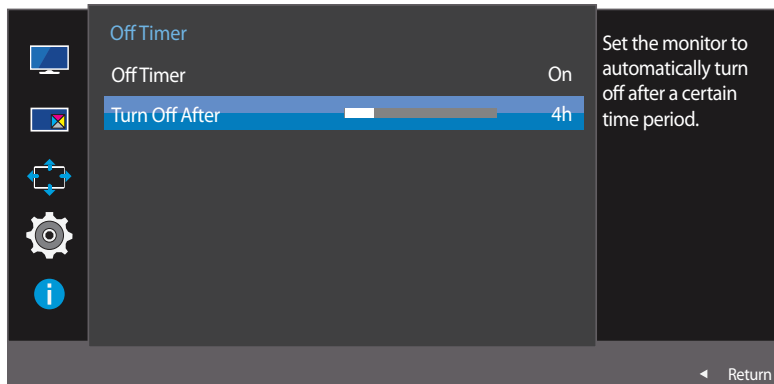 Off Timer
Off Timer On
Turn Off After 4h
Set the monitor to
automatically turn
off after a certain
time period.
i
◄ Return